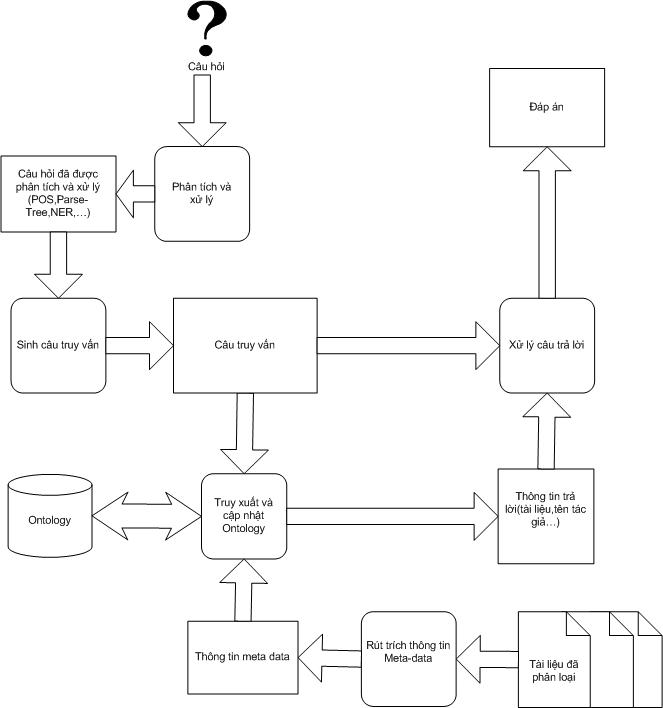 ?
Câu hỏi
Đáp án
Phân tích và
xử lý
Câu hỏi đã được
phân tích và xử lý
(POS,Parse-
Tree,NER,…)
Sinh câu truy vấn
Câu truy vấn
Xử lý câu trả lời
Ontology
Truy xuất và
cập nhật
Ontology
Thông tin trả
lời(tài liệu,tên tác
giả…)
Thông tin meta data
Rút trích thông tin
Meta-data
Tài liệu đã
phân loại